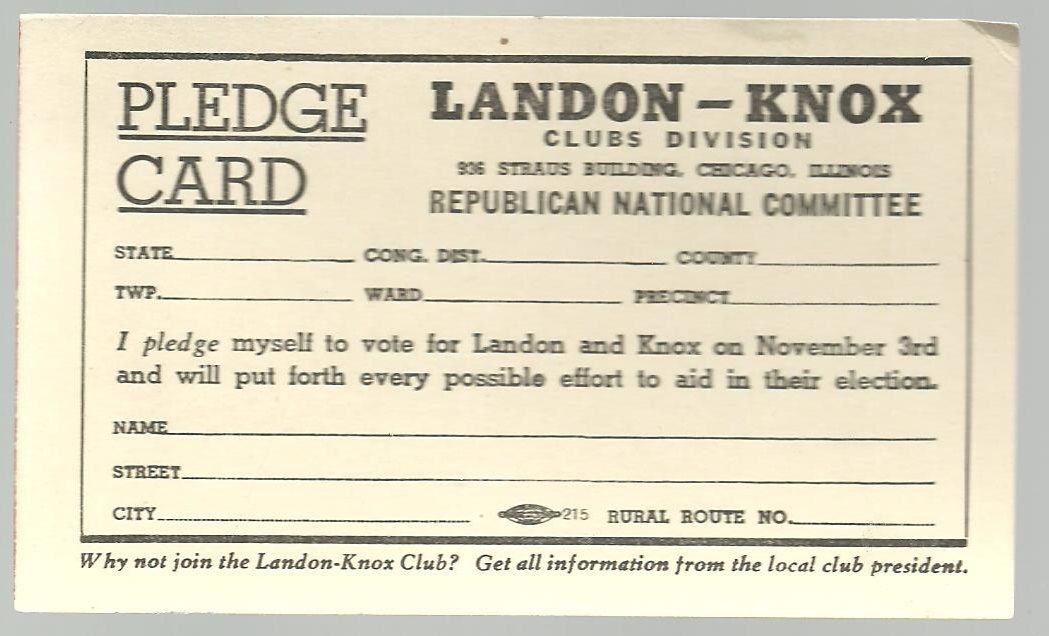 PLEDGE
CARD
LANDON – KNOX
CLUBS DIVISION
936 STRAUS BUILDING, CHICAGO, ILLINOIS
REPUBLICAN NATIONAL COMMITTEE
STATE CONG. DIST. COUNTY
TWP. WARD PRECINCT
I pledge myself to vote for Landon and Knox on November 3rd
and will put forth every possible effort to aid in their election.
NAME
STREET
CITY 215 RURAL ROUTE NO.
Why not join the Landon-Knox Club? Get all information from the local club president.